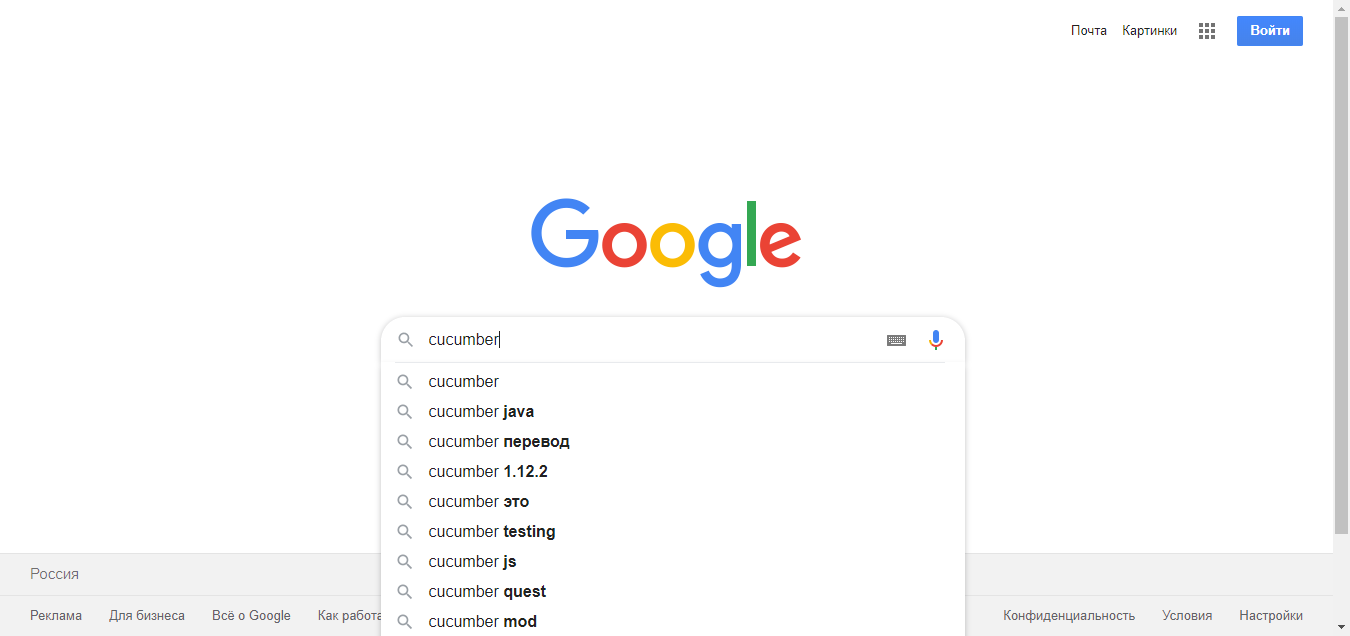 Почта Картинки Войти
Google
cucumber
cucumber
cucumber java
cucumber перевод
cucumber 1.12.2
cucumber это
cucumber testing
cucumber js
cucumber quest
cucumber mod
Россия
Реклама Для бизнеса Всё о Google Как работа Конфиденциальность Условия Настройки